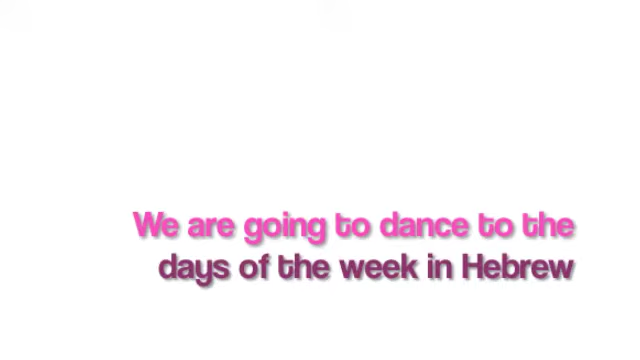 We are going to dance to the
days of the week in Hebrew